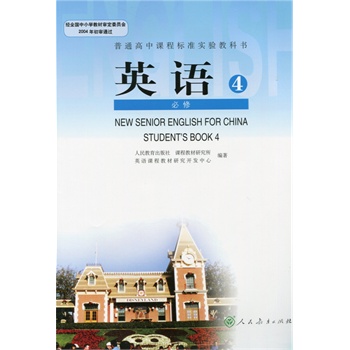 经全国中小学教材审定委员会
2004 年初审通过
普通高中课程标准实验教科书
英语 4
必修
NEW SENIOR ENGLISH FOR CHINA
STUDENT'S BOOK 4
人民教育出版社 课程教材研究所
英语课程教材研究开发中心
编著
DISNEYLAND
人民教育出版社